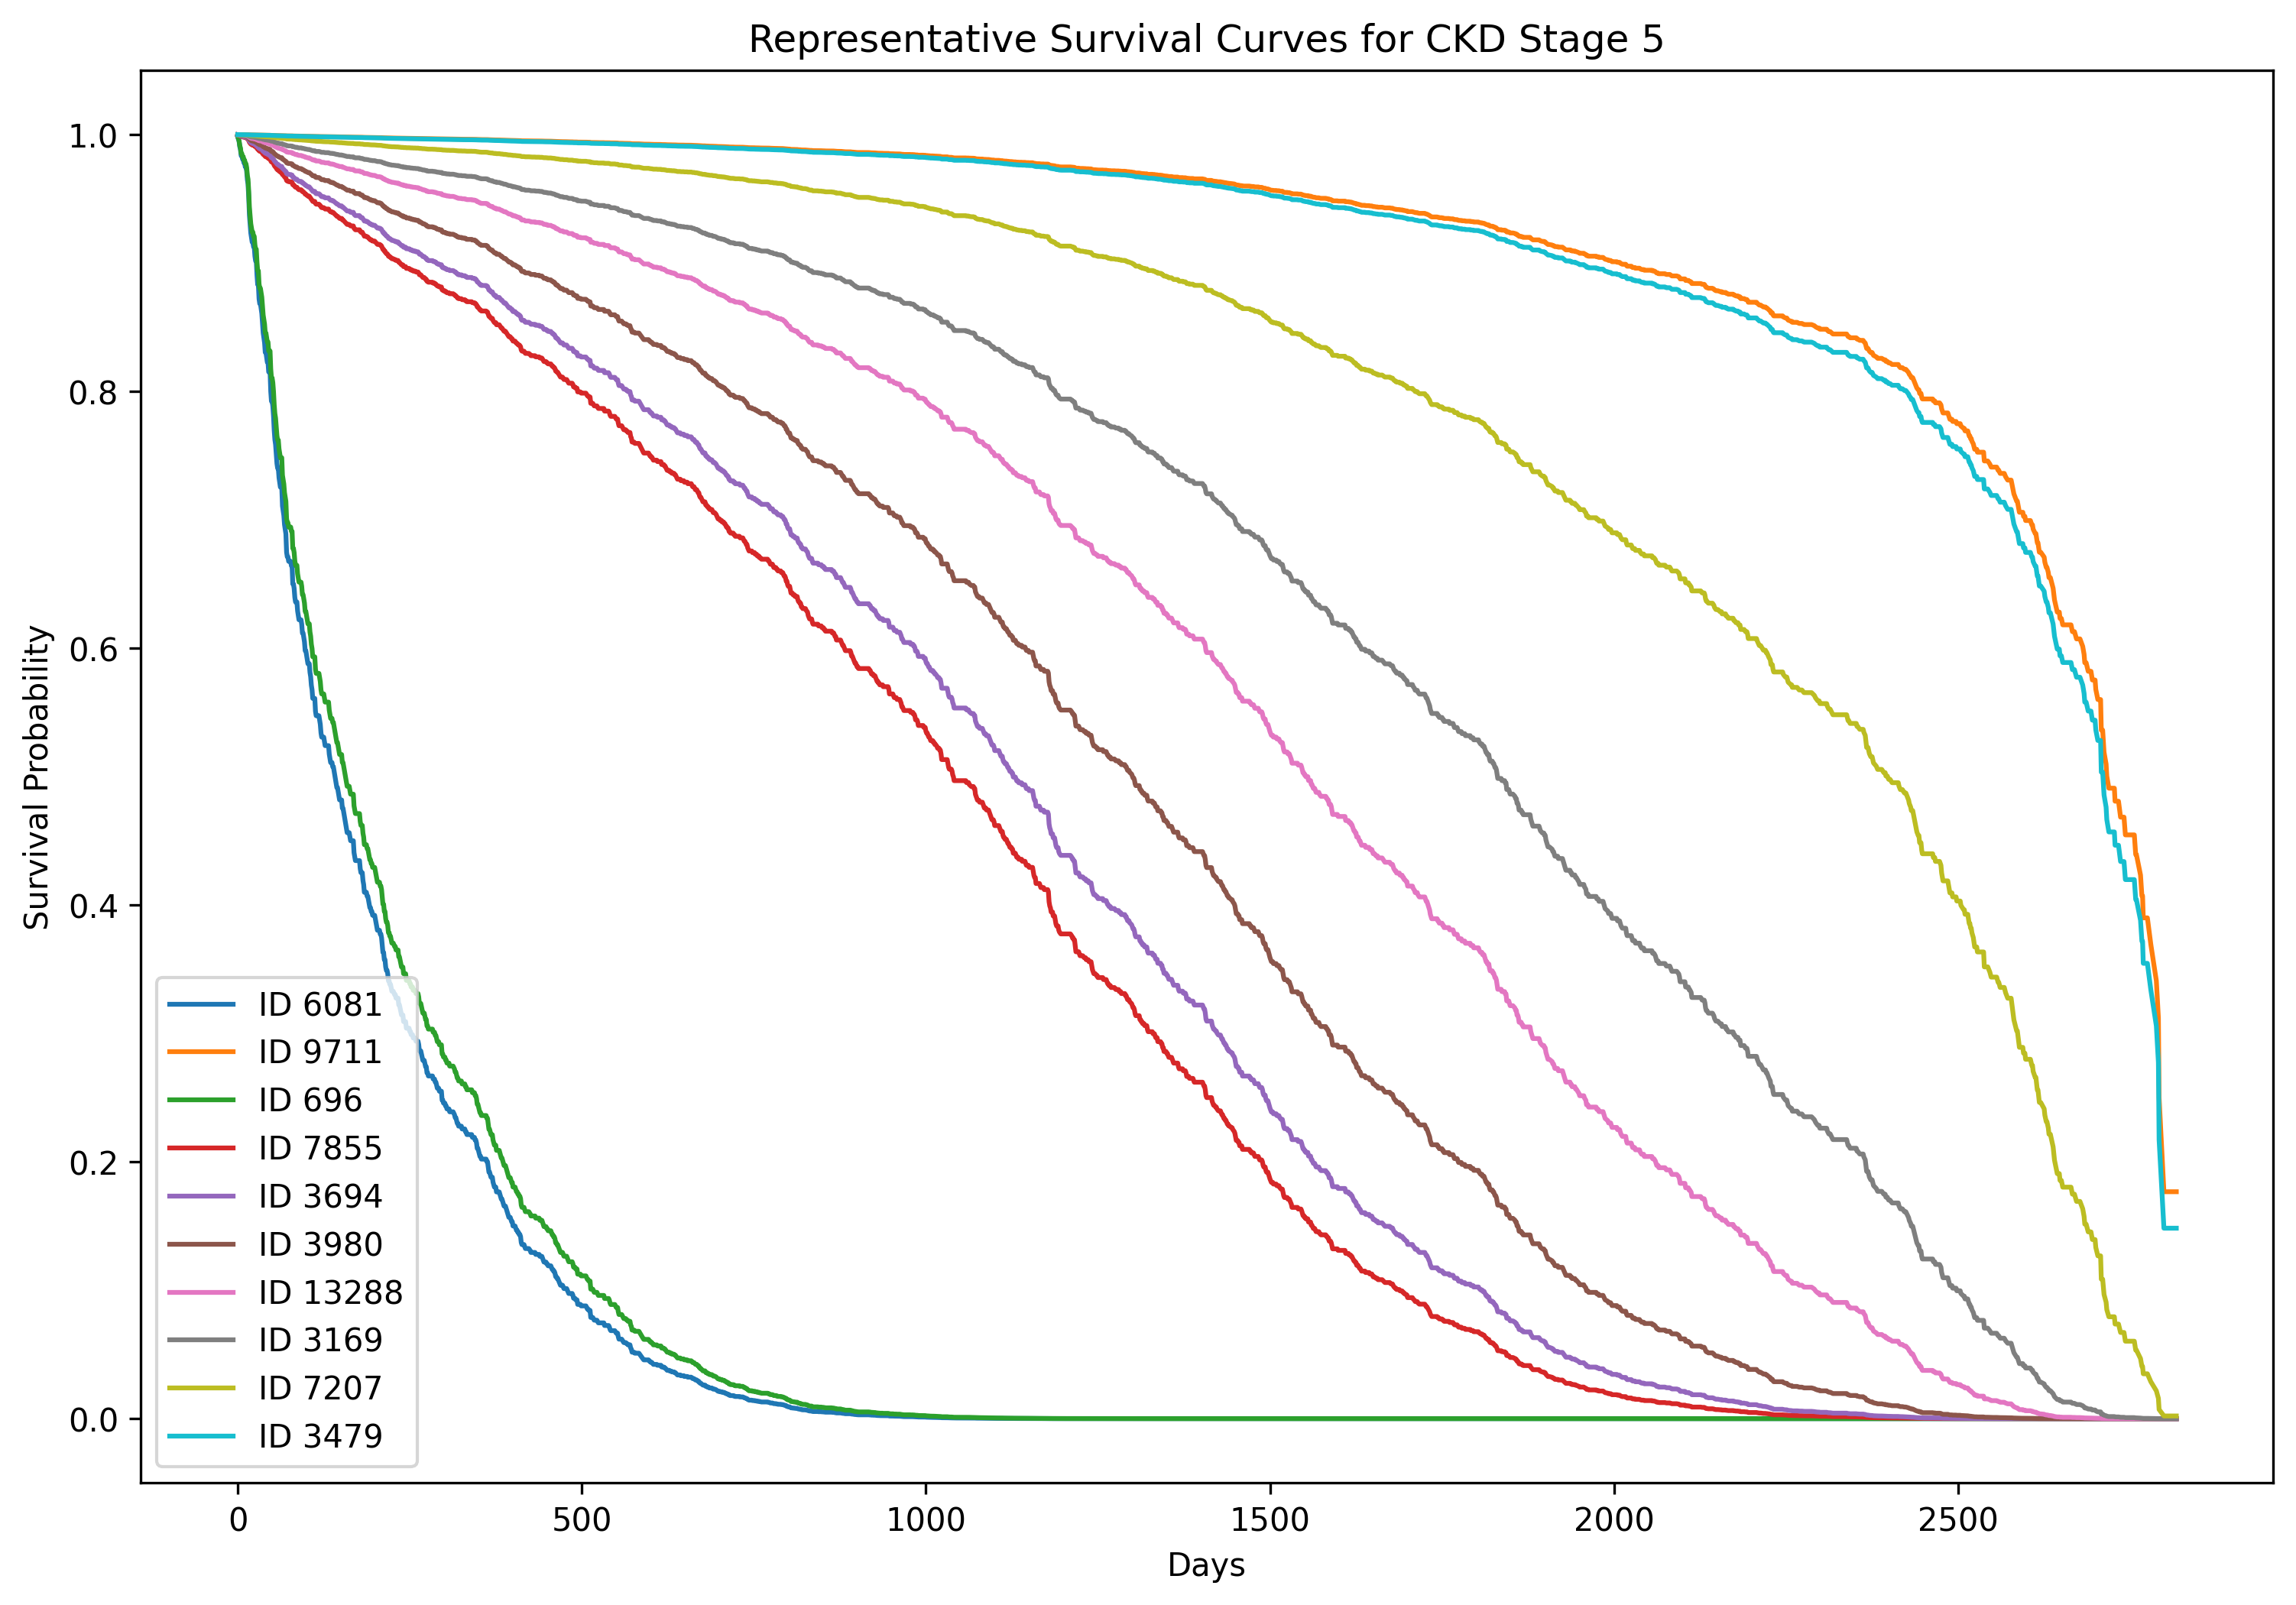 Representative Survival Curves for CKD Stage 5
Survival Probability
1.0
0.8
0.6
0.4
0.2
0.0
ID 6081
ID 9711
ID 696
ID 7855
ID 3694
ID 3980
ID 13288
ID 3169
ID 7207
ID 3479
0 500 1000 1500 2000 2500
Days